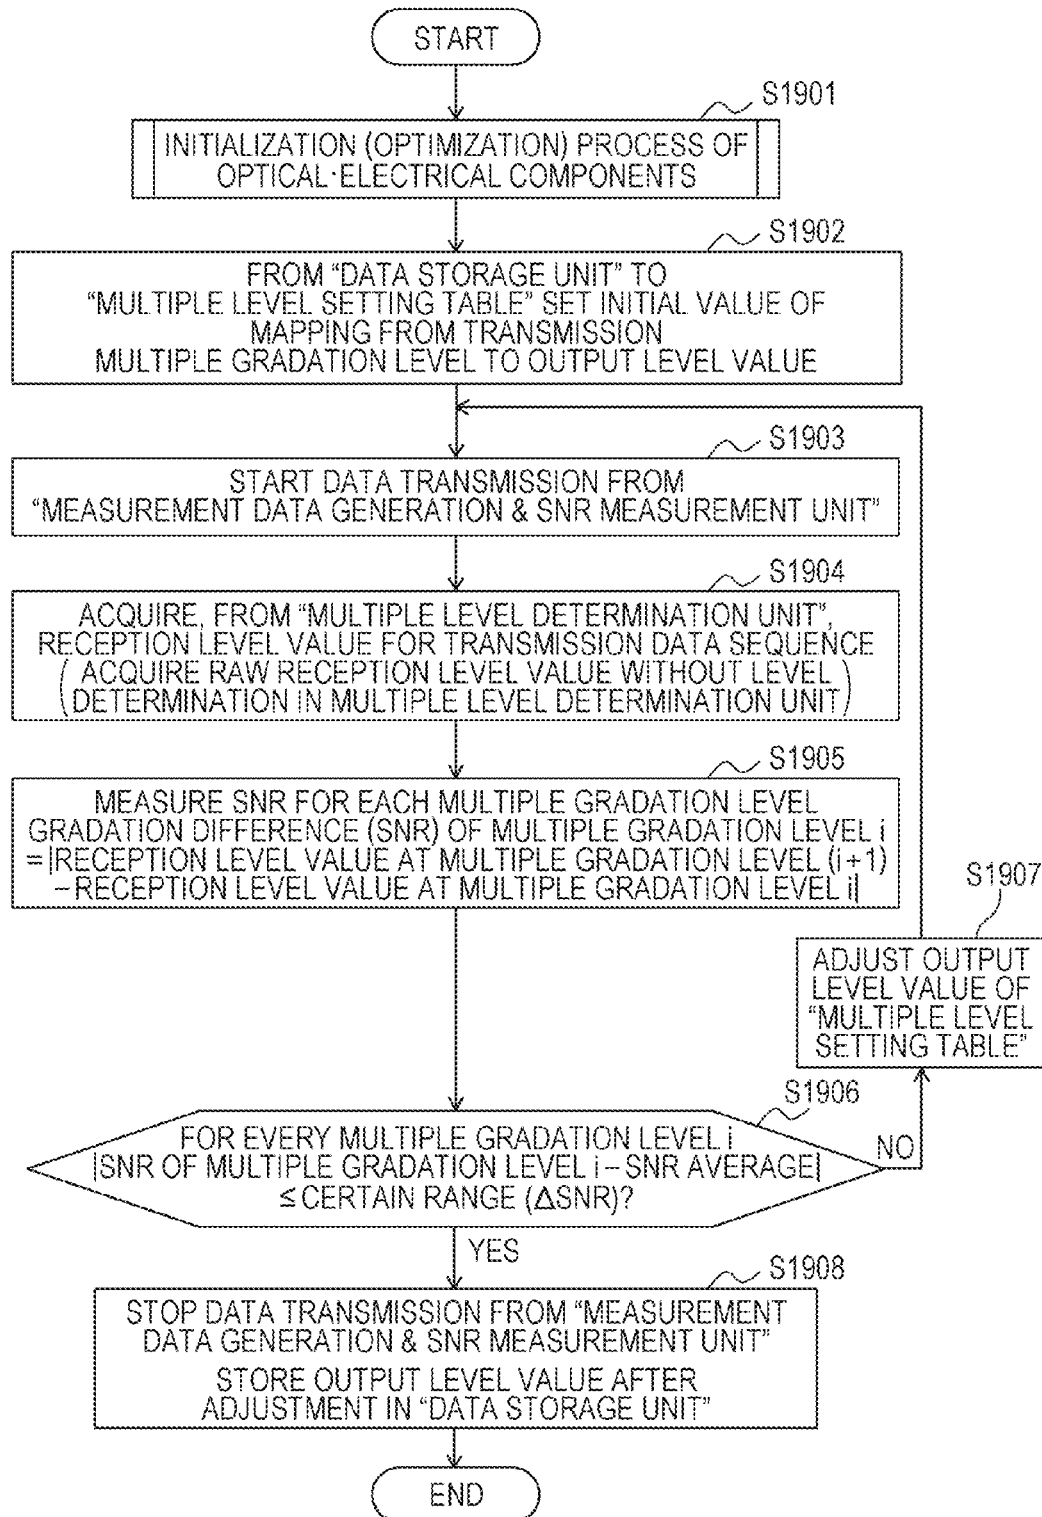 START
S1901
INITIALIZATION (OPTIMIZATION) PROCESS OF
OPTICAL·ELECTRICAL COMPONENTS
S1902
FROM "DATA STORAGE UNIT" TO
"MULTIPLE LEVEL SETTING TABLE" SET INITIAL VALUE OF
MAPPING FROM TRANSMISSION
MULTIPLE GRADATION LEVEL TO OUTPUT LEVEL VALUE
S1903
START DATA TRANSMISSION FROM
"MEASUREMENT DATA GENERATION & SNR MEASUREMENT UNIT"
S1904
ACQUIRE, FROM "MULTIPLE LEVEL DETERMINATION UNIT",
RECEPTION LEVEL VALUE FOR TRANSMISSION DATA SEQUENCE
( ACQUIRE RAW RECEPTION LEVEL VALUE WITHOUT LEVEL
DETERMINATION IN MULTIPLE LEVEL DETERMINATION UNIT )
S1905
MEASURE SNR FOR EACH MULTIPLE GRADATION LEVEL
GRADATION DIFFERENCE (SNR) OF MULTIPLE GRADATION LEVEL i
=|RECEPTION LEVEL VALUE AT MULTIPLE GRADATION LEVEL (i+1)
−RECEPTION LEVEL VALUE AT MULTIPLE GRADATION LEVEL i|
S1907
ADJUST OUTPUT
LEVEL VALUE OF
"MULTIPLE LEVEL
SETTING TABLE"
S1906
FOR EVERY MULTIPLE GRADATION LEVEL i
|SNR OF MULTIPLE GRADATION LEVEL i−SNR AVERAGE|
≤CERTAIN RANGE (ΔSNR)?
NO
YES
S1908
STOP DATA TRANSMISSION FROM "MEASUREMENT
DATA GENERATION & SNR MEASUREMENT UNIT"
STORE OUTPUT LEVEL VALUE AFTER
ADJUSTMENT IN "DATA STORAGE UNIT"
END